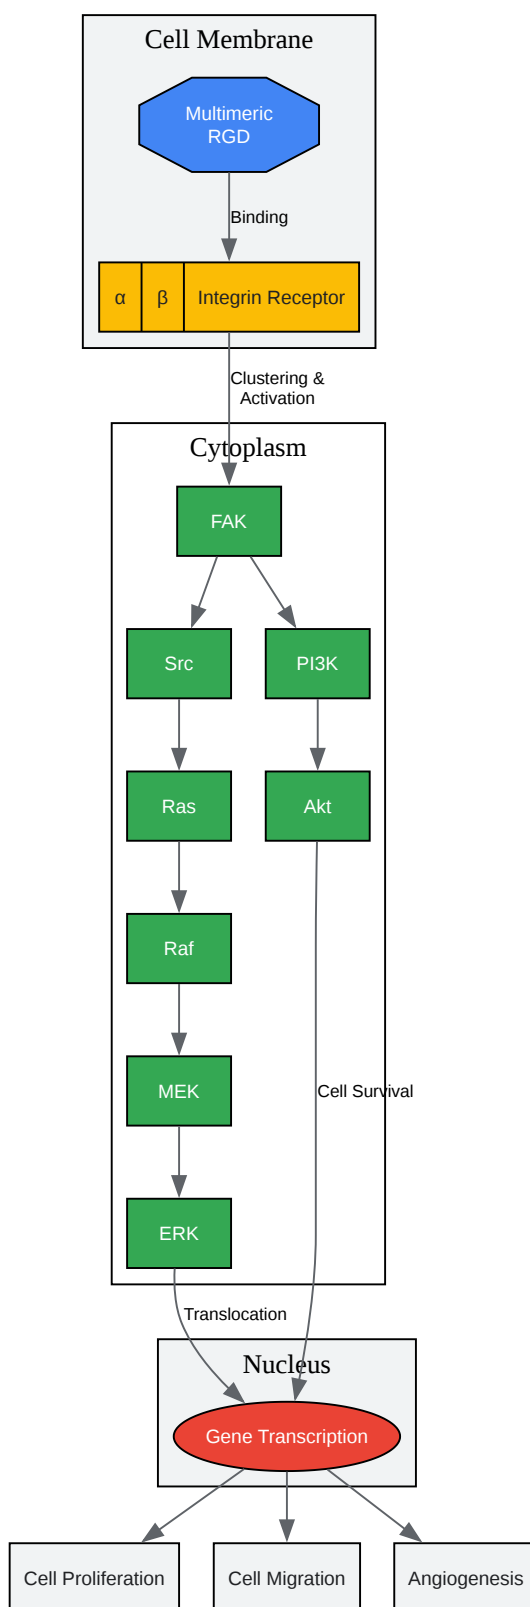 Cell Membrane
Multimeric
RGD
Binding
α
β
Integrin Receptor
Clustering &
Activation
Cytoplasm
FAK
Src
PI3K
Ras
Akt
Raf
MEK
Cell Survival
ERK
Translocation
Nucleus
Gene Transcription
Cell Proliferation
Cell Migration
Angiogenesis